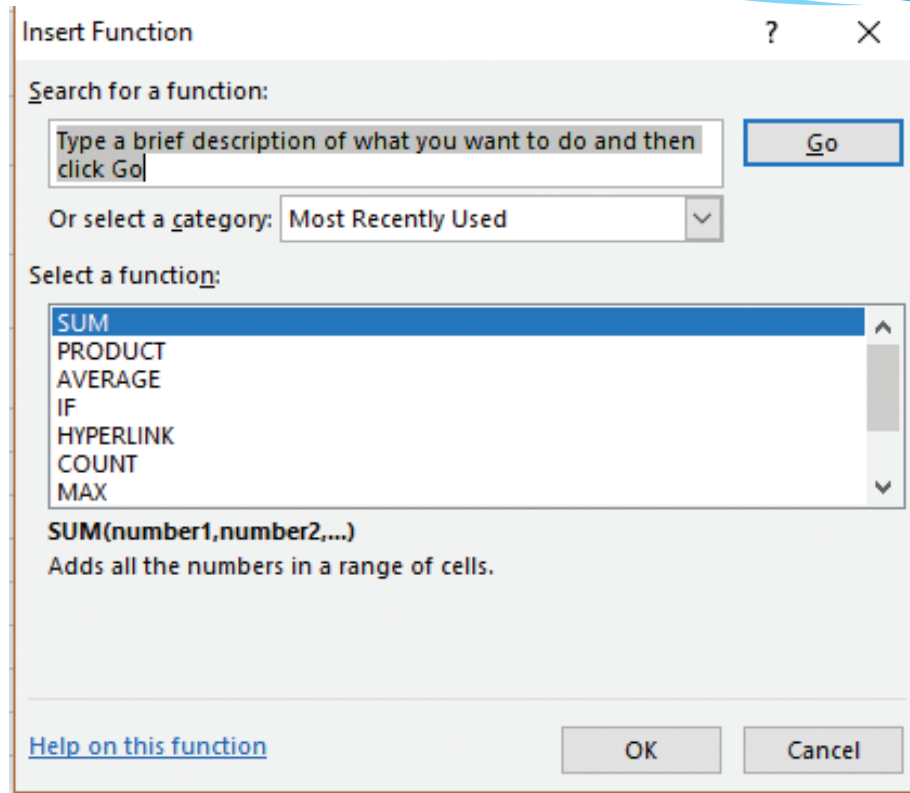 Insert Function ?
Search for a function:
Type a brief description of what you want to do and then
click Go
Go
Or select a category: Most Recently Used
Select a function:
SUM
PRODUCT
AVERAGE
IF
HYPERLINK
COUNT
MAX
SUM(number1,number2,...)
Adds all the numbers in a range of cells.
Help on this function
OK
Cancel